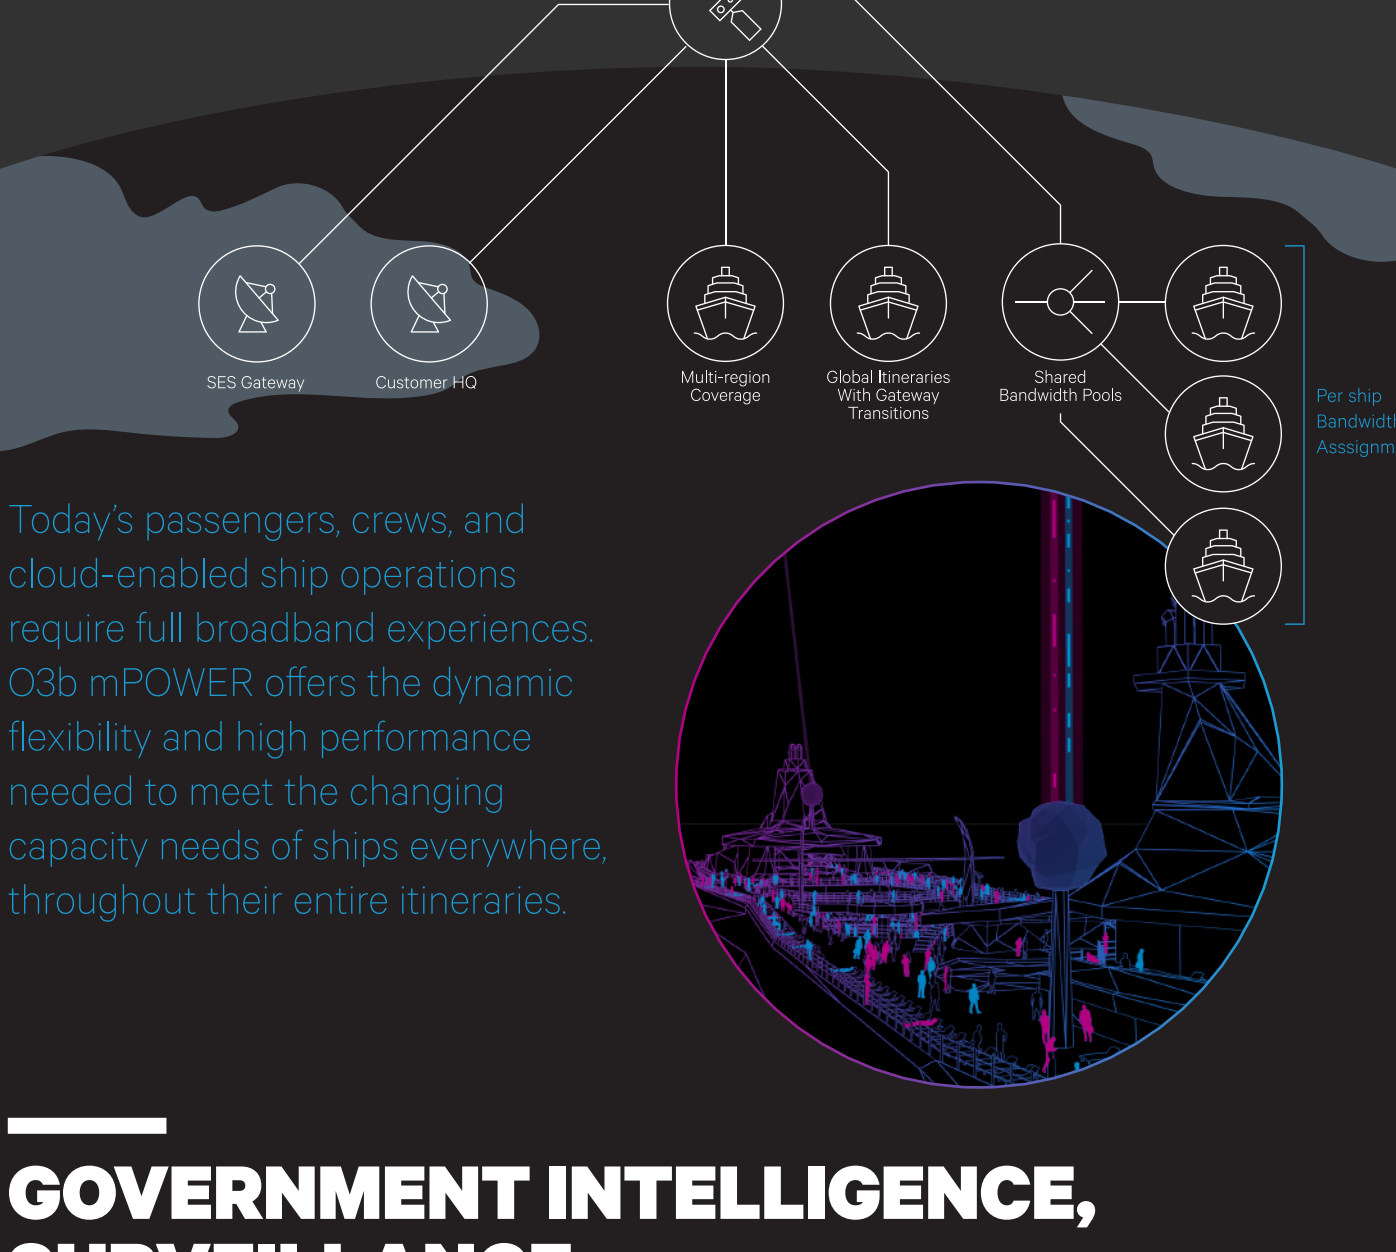 SES Gateway
Customer HQ
Multi-region
Coverage
Global Itineraries
With Gateway
Transitions
Shared
Bandwidth Pools
Per ship
Bandwidth
Today's passengers, crews, and
cloud-enabled ship operations
require full broadband experiences.
O3b mPOWER offers the dynamic
flexibility and high performance
needed to meet the changing
capacity needs of ships everywhere,
throughout their entire itineraries.
GOVERNMENT INTELLIGENCE,
SURVEILLANCE